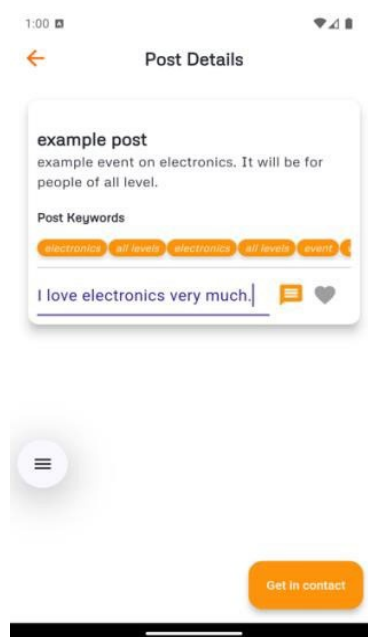 1:00
Post Details
example post
example event on electronics. It will be for
people of all level.
Post Keywords
electronics all levels electronics all levels event
I love electronics very much.
Get in contact